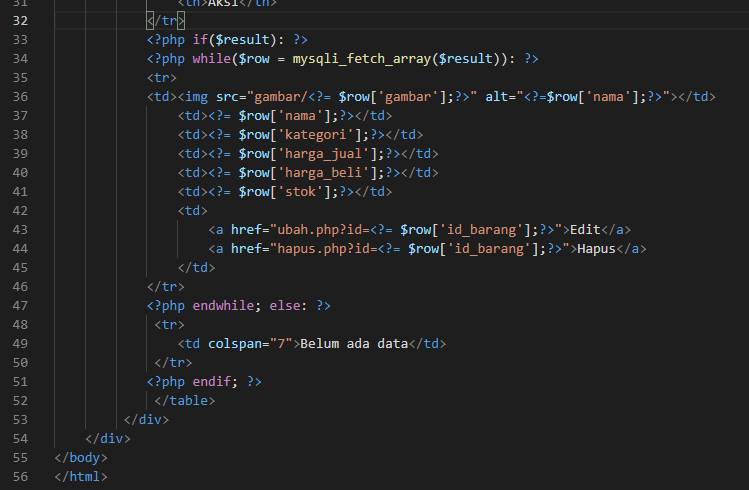 31 <th>Aksi</th>
32 </tr>
33 <?php if($result): ?>
34 <?php while($row = mysqli_fetch_array($result)): ?>
35 <tr>
36 <td><img src="gambar/<?= $row['gambar'];?>" alt="<?=$row['nama'];?>"></td>
37 <td><?= $row['nama'];?></td>
38 <td><?= $row['kategori'];?></td>
39 <td><?= $row['harga_jual'];?></td>
40 <td><?= $row['harga_beli'];?></td>
41 <td><?= $row['stok'];?></td>
42 <td>
43 <a href="ubah.php?id=<?= $row['id_barang'];?>">Edit</a>
44 <a href="hapus.php?id=<?= $row['id_barang'];?>">Hapus</a>
45 </td>
46 </tr>
47 <?php endwhile; else: ?>
48 <tr>
49 <td colspan="7">Belum ada data</td>
50 </tr>
51 <?php endif; ?>
52 </table>
53 </div>
54 </div>
55 </body>
56 </html>